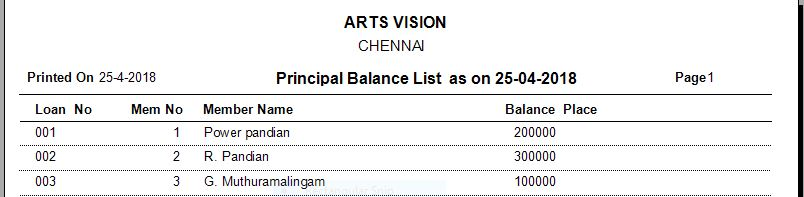 ARTS VISION
CHENNAI
Printed On 25-4-2018 Principal Balance List as on 25-04-2018 Page1
Loan No Mem No Member Name Balance Place
001 1 Power pandian 200000
002 2 R. Pandian 300000
003 3 G. Muthuramalingam 100000